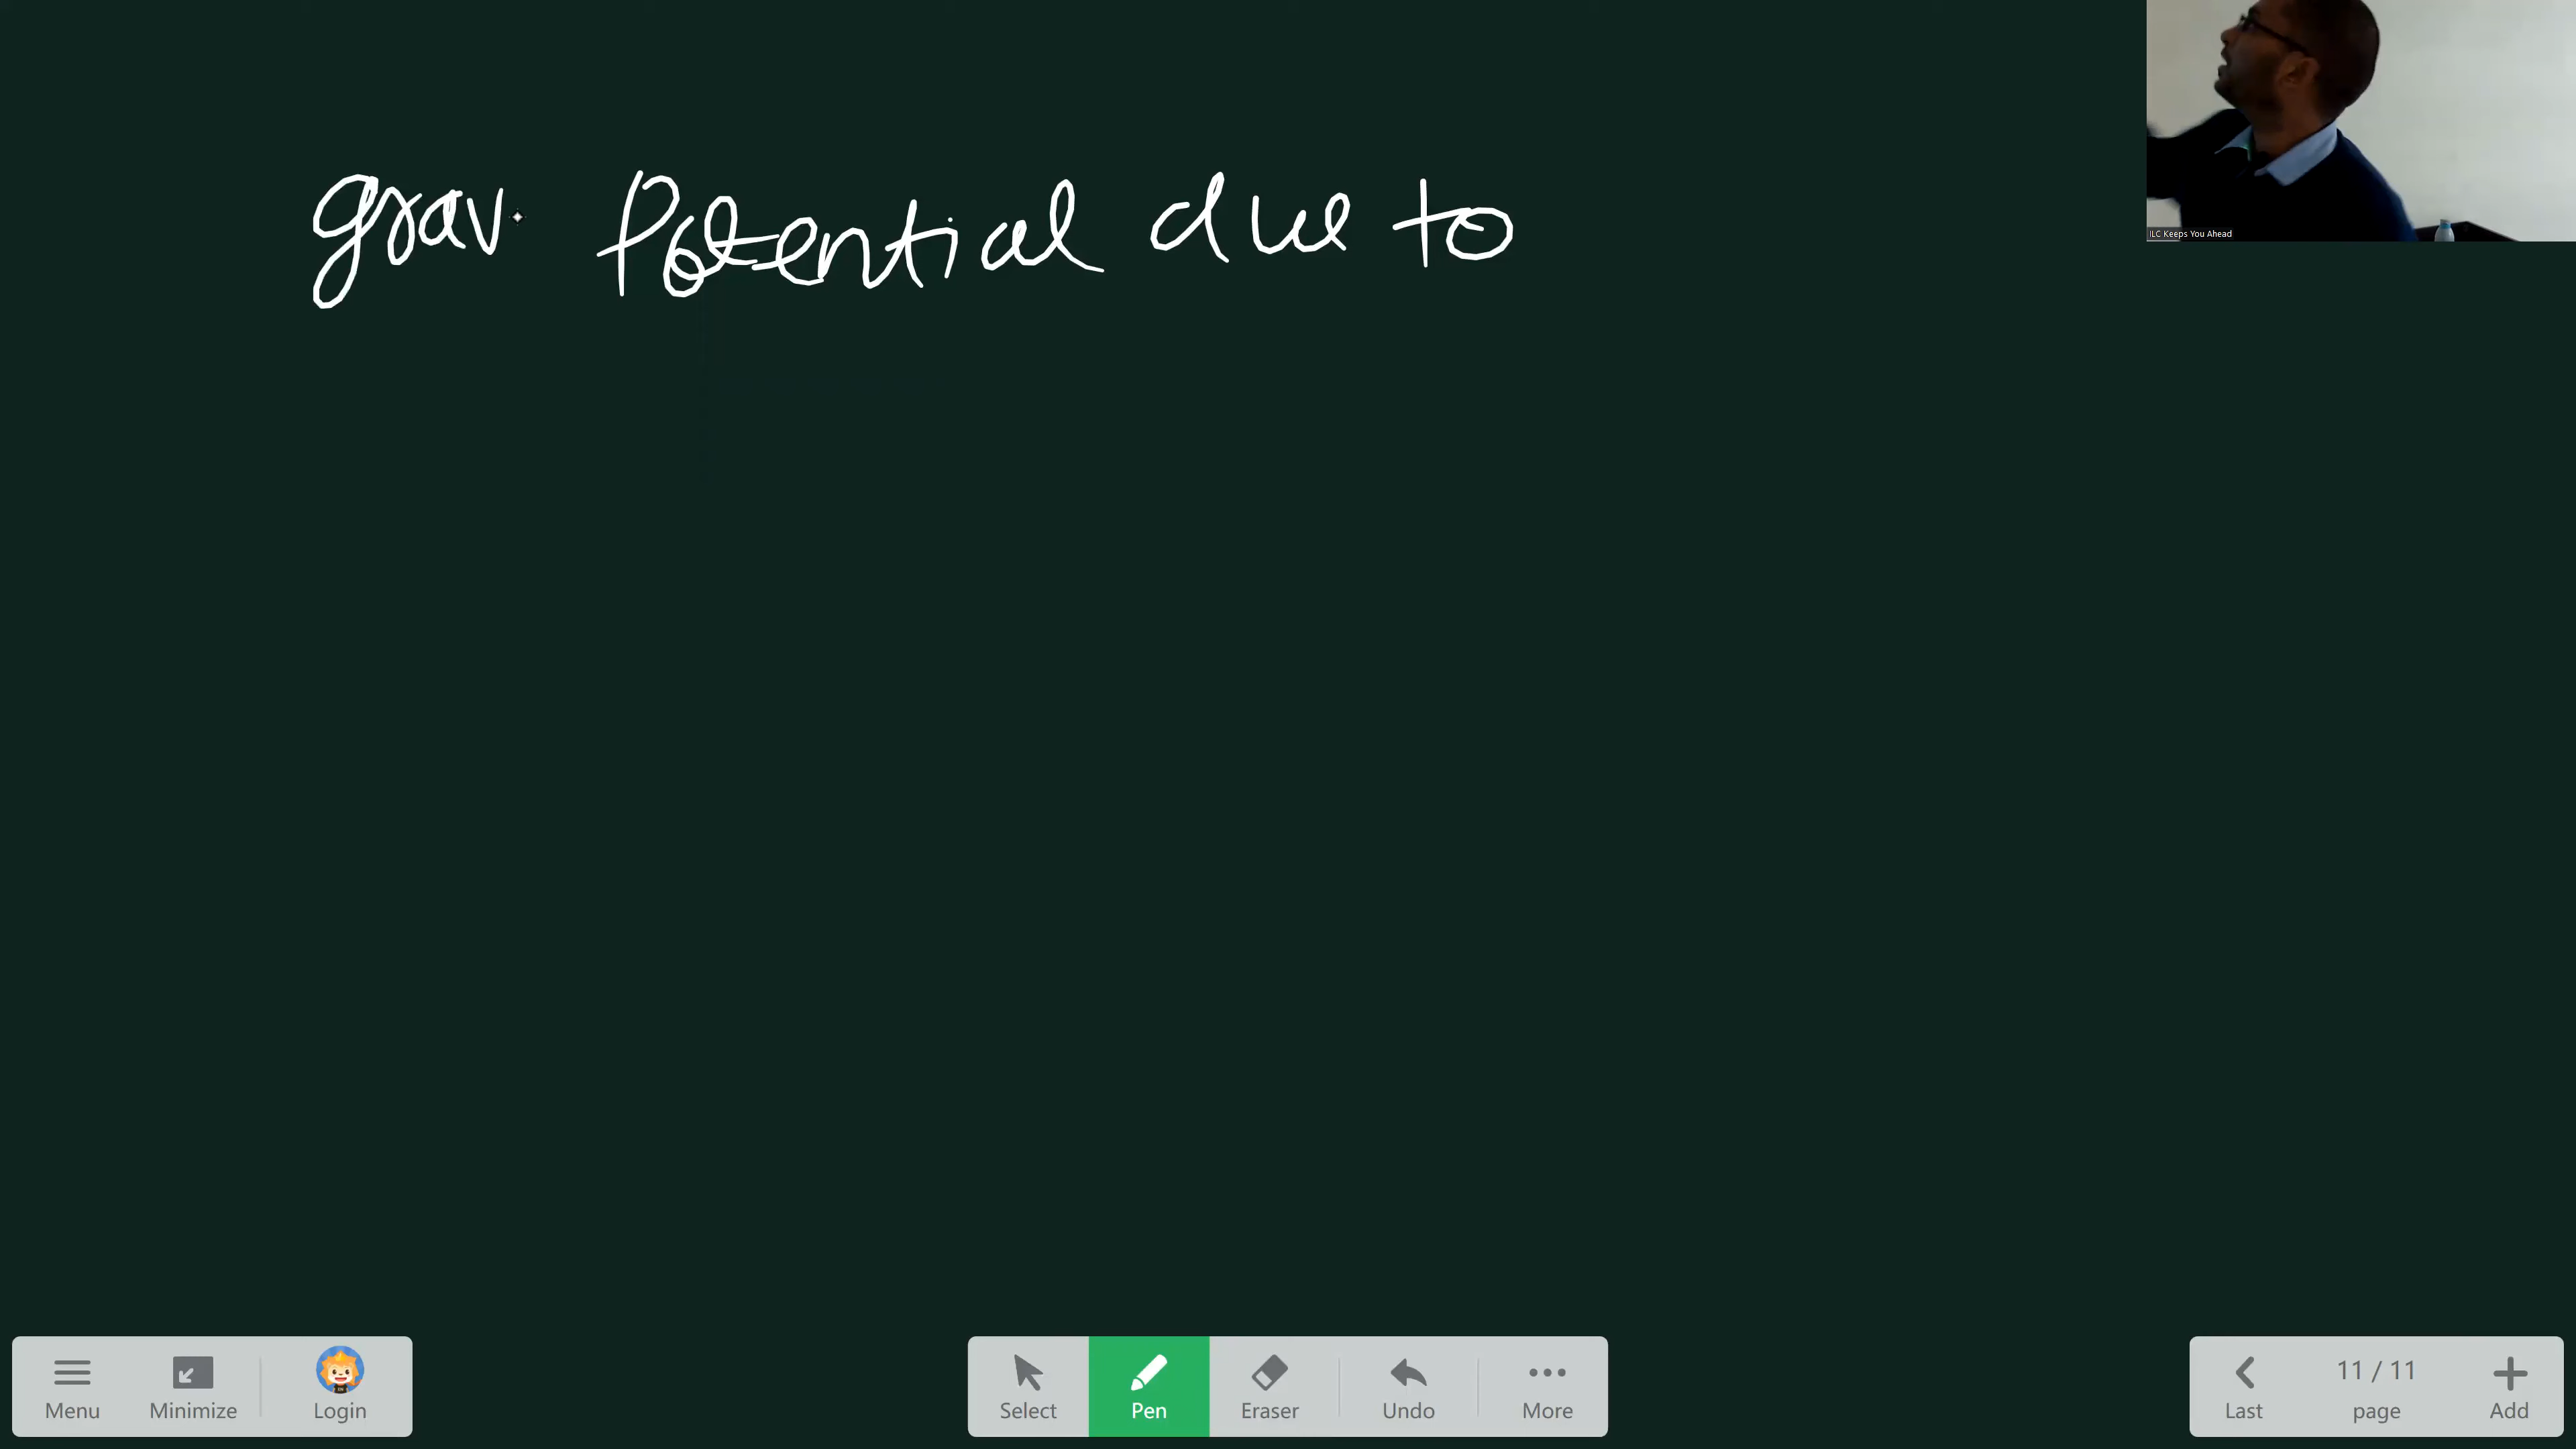 grav. Potential due to
ILC Keeps You Ahead
Menu
Minimize
Login
Select
Pen
Eraser
Undo
More
Last
11 / 11
page
Add